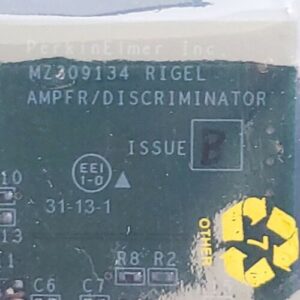 PerkinElmer Inc.
MZ309134 RIGEL
AMPFR/DISCRIMINATOR
ISSUE B
EEI
1-0
31-13-1
10
13
1
R8 R2
C6 C7
7
OTHER